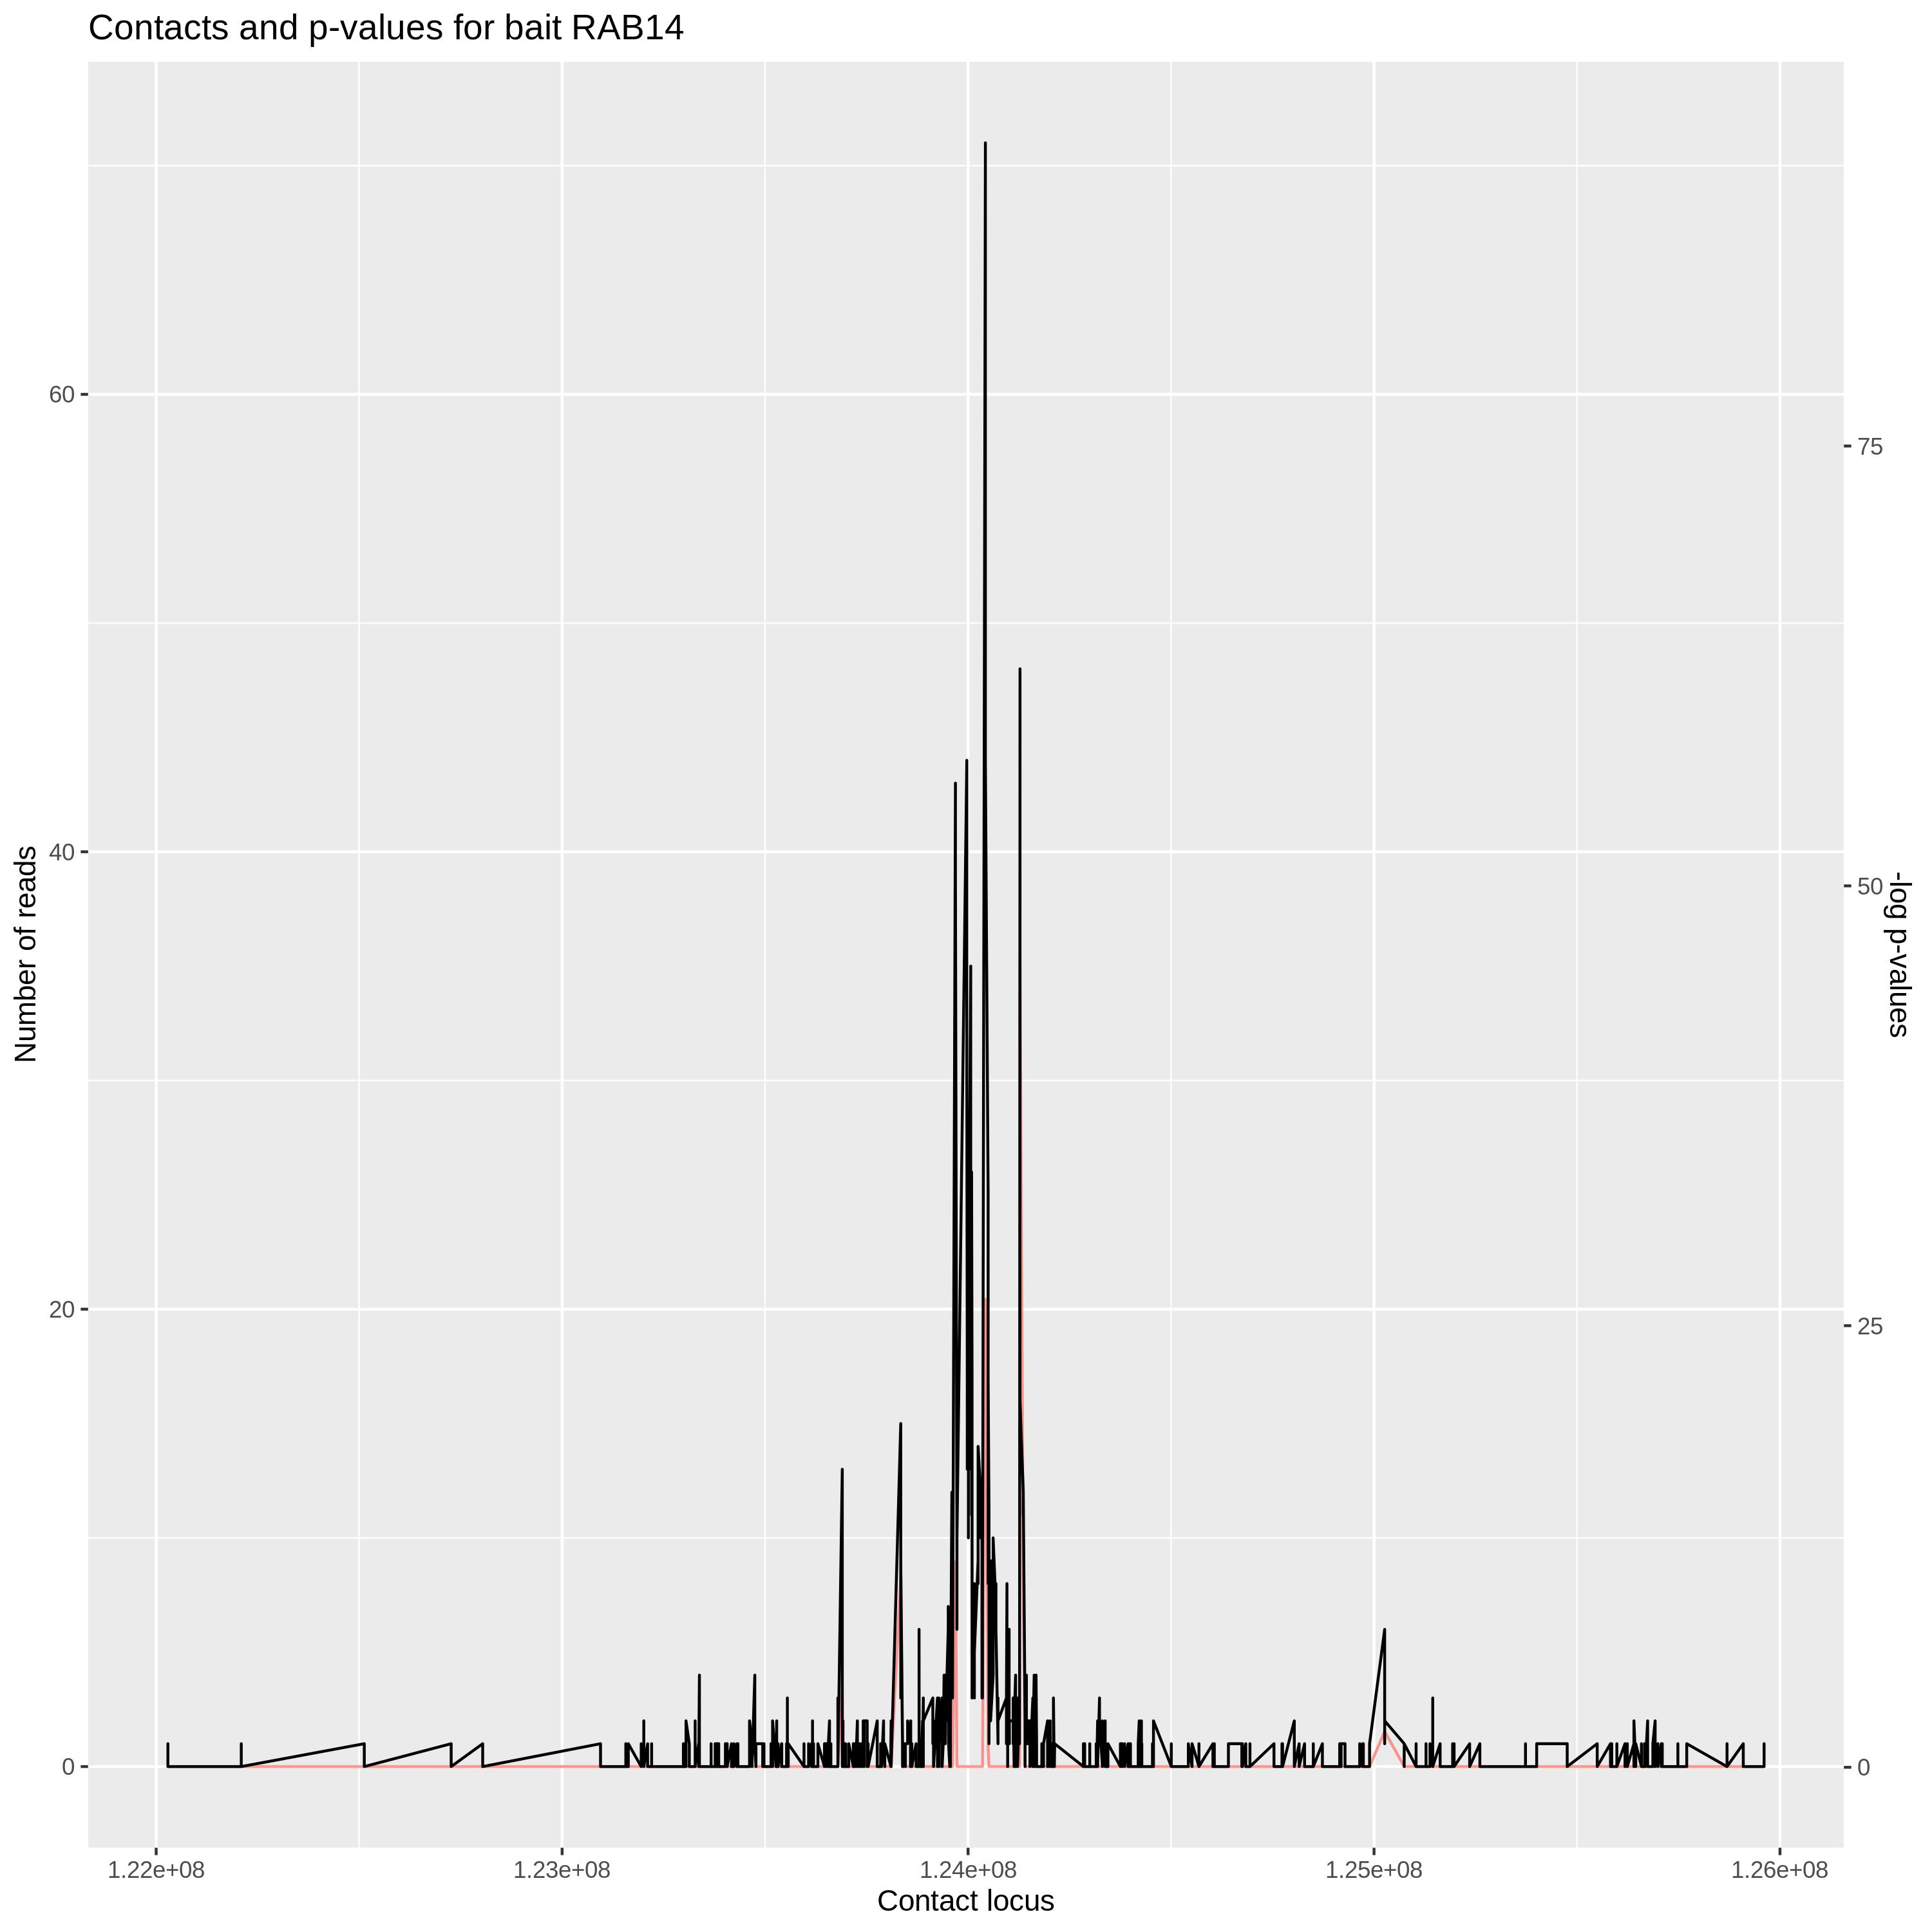 Contacts and p-values for bait RAB14
Number of reads
60
40
20
0
75
50
25
0
-log p-values
1.22e+08 1.23e+08 1.24e+08 1.25e+08 1.26e+08
Contact locus